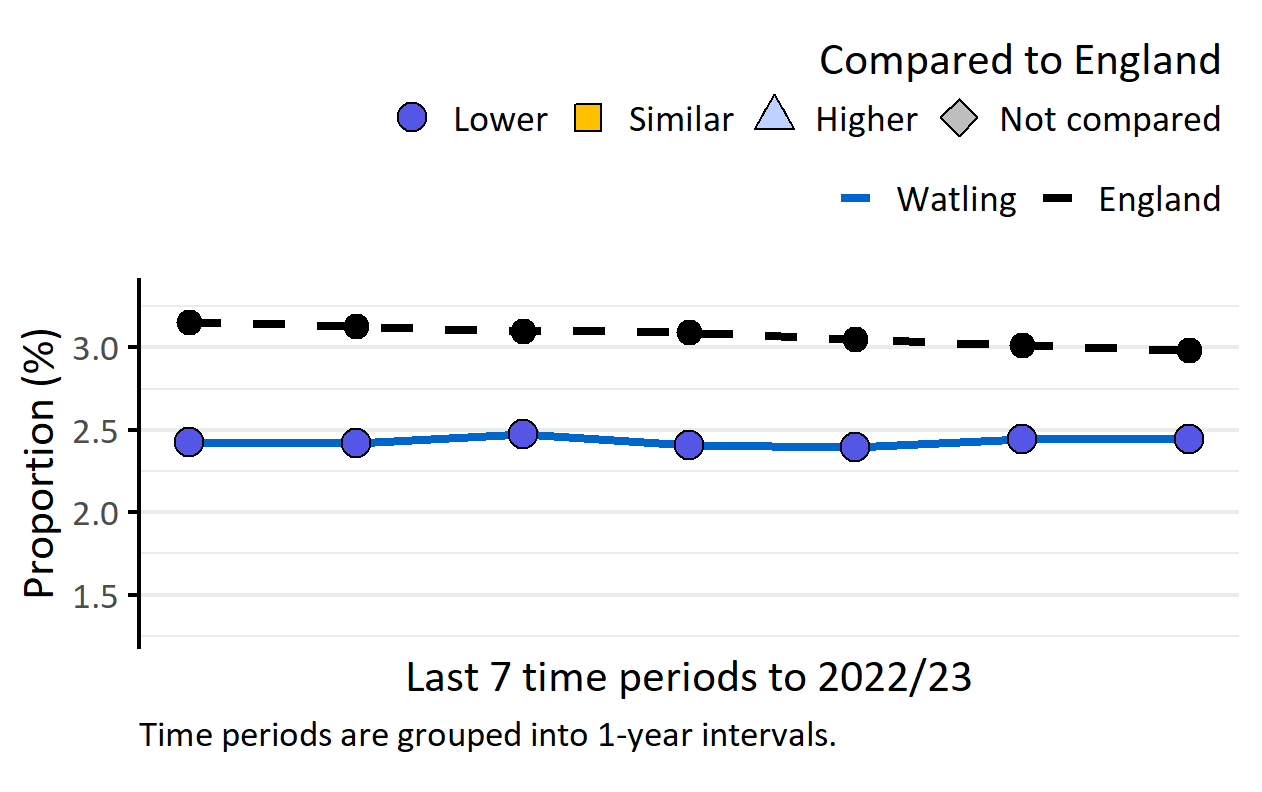 Compared to England
Lower Similar Higher Not compared
Watling England
Proportion (%)
3.0
2.5
2.0
1.5
Last 7 time periods to 2022/23
Time periods are grouped into 1-year intervals.